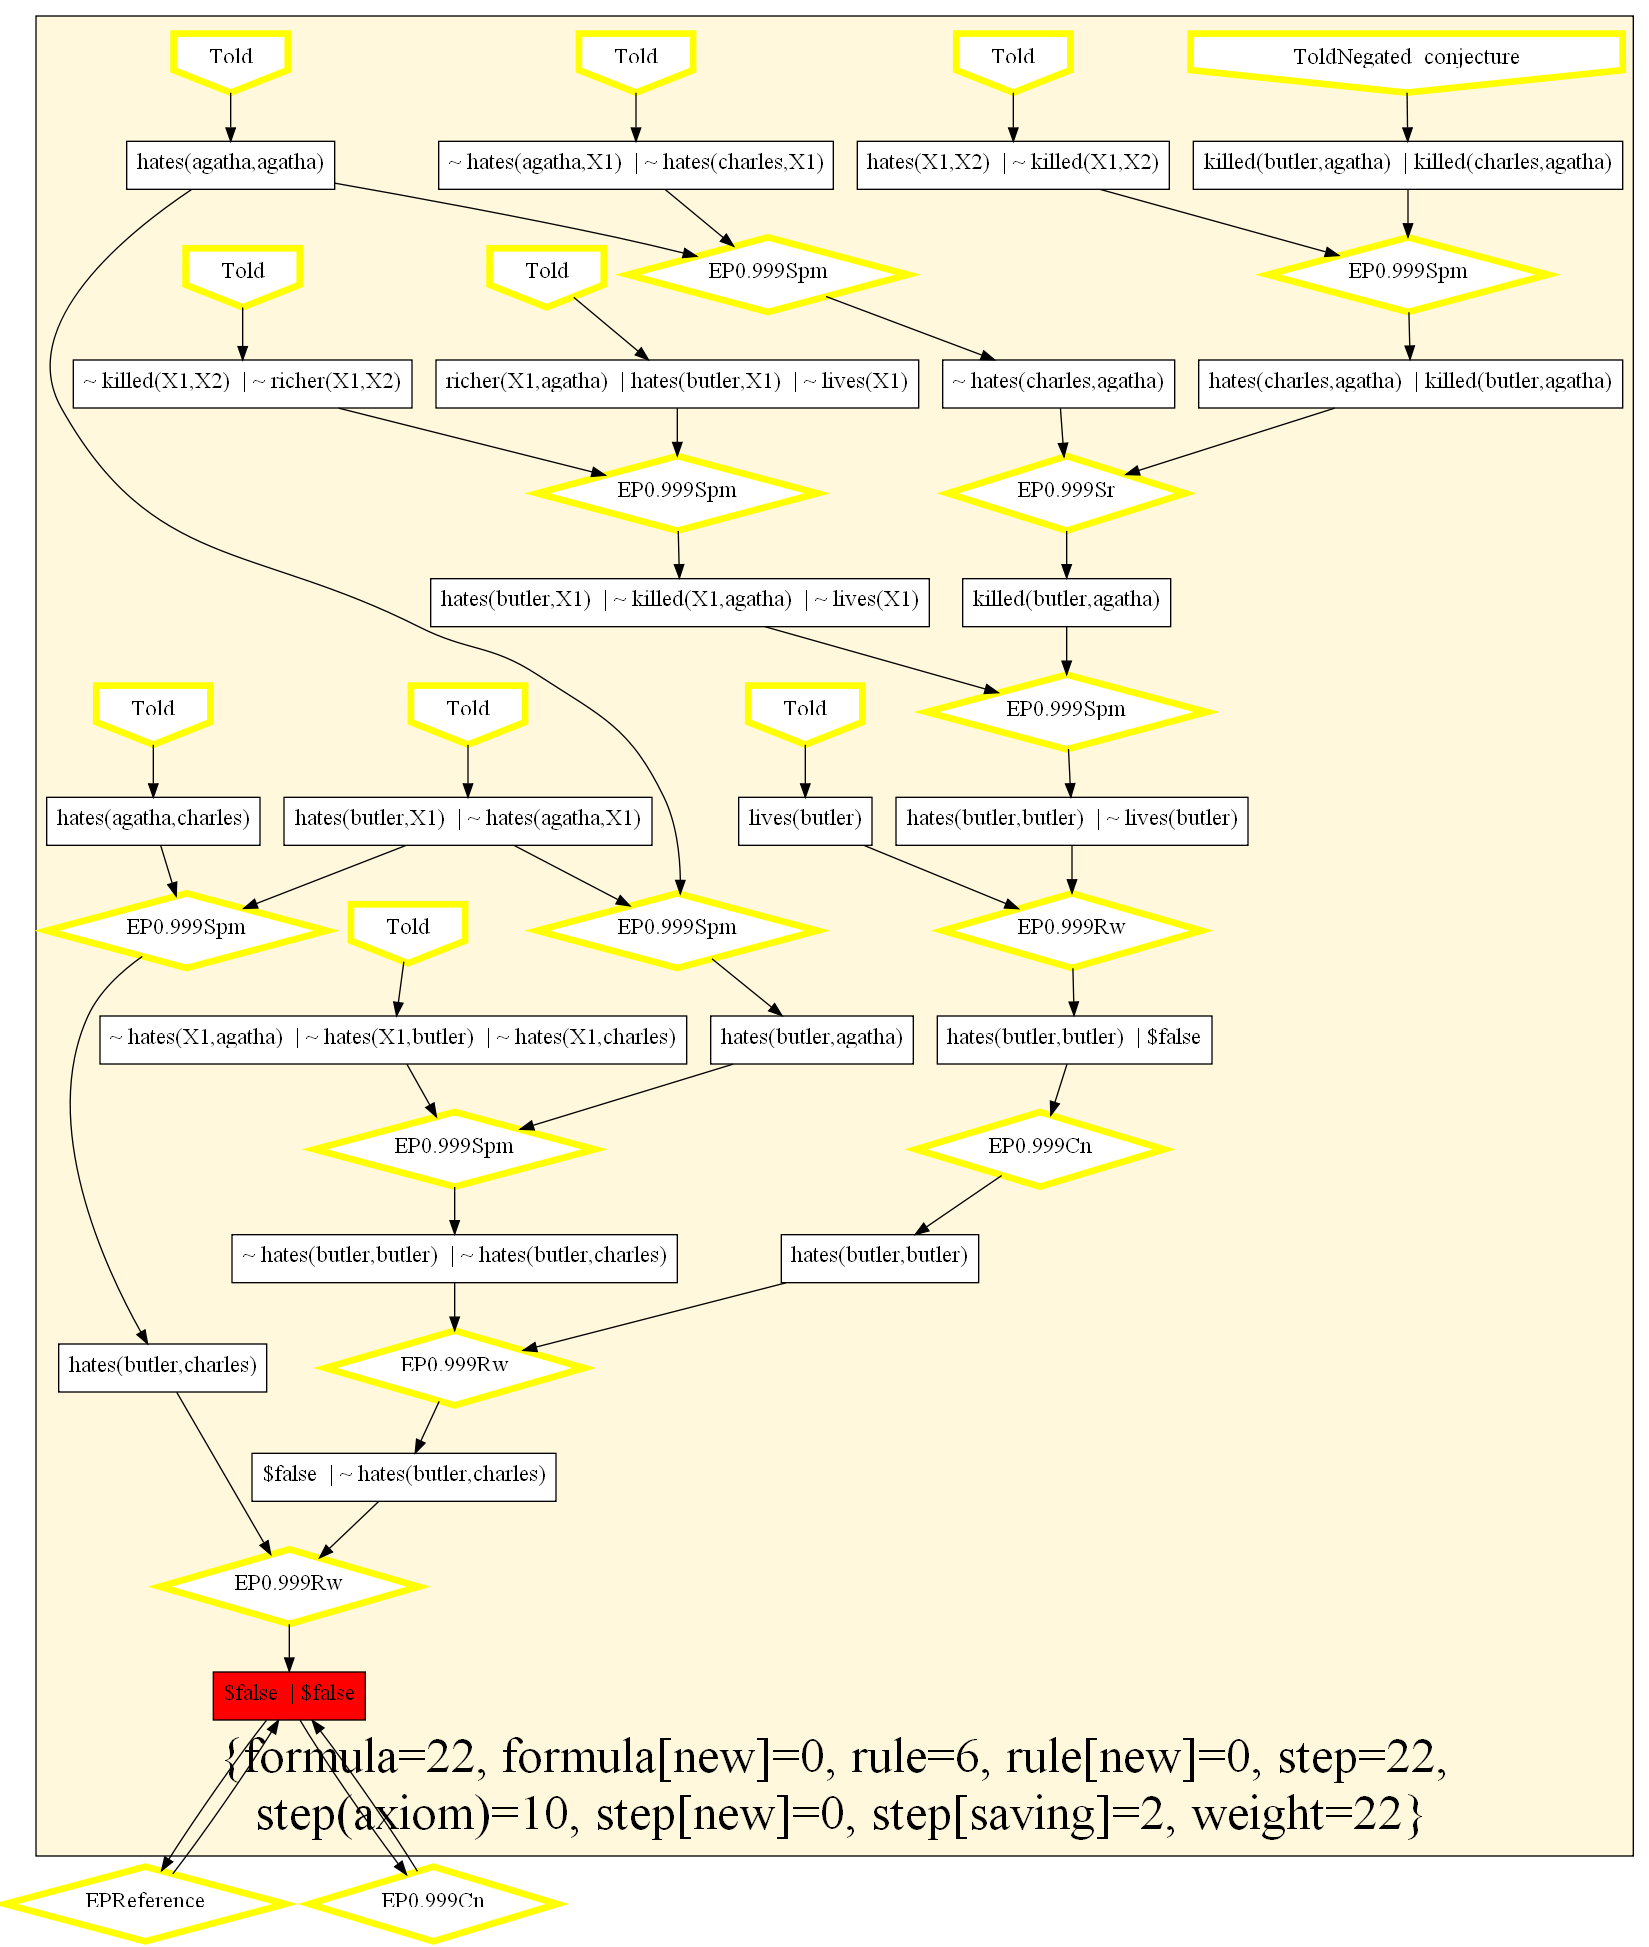 Told
Told
Told
ToldNegated_conjecture
hates(agatha,agatha)
~ hates(agatha,X1) | ~ hates(charles,X1)
hates(X1,X2) | ~ killed(X1,X2)
killed(butler,agatha) | killed(charles,agatha)
Told
Told
EP0.999Spm
EP0.999Spm
~ killed(X1,X2) | ~ richer(X1,X2)
richer(X1,agatha) | hates(butler,X1) | ~ lives(X1)
~ hates(charles,agatha)
hates(charles,agatha) | killed(butler,agatha)
EP0.999Spm
EP0.999Sr
hates(butler,X1) | ~ killed(X1,agatha) | ~ lives(X1)
killed(butler,agatha)
Told
Told
Told
EP0.999Spm
hates(agatha,charles)
hates(butler,X1) | ~ hates(agatha,X1)
lives(butler)
hates(butler,butler) | ~ lives(butler)
EP0.999Spm
Told
EP0.999Spm
EP0.999Rw
~ hates(X1,agatha) | ~ hates(X1,butler) | ~ hates(X1,charles)
hates(butler,agatha)
hates(butler,butler) | $false
EP0.999Spm
EP0.999Cn
~ hates(butler,butler) | ~ hates(butler,charles)
hates(butler,butler)
hates(butler,charles)
EP0.999Rw
$false | ~ hates(butler,charles)
EP0.999Rw
$false | $false
{formula=22, formula[new]=0, rule=6, rule[new]=0, step=22,
step(axiom)=10, step[new]=0, step[saving]=2, weight=22}
EPReference
EP0.999Cn